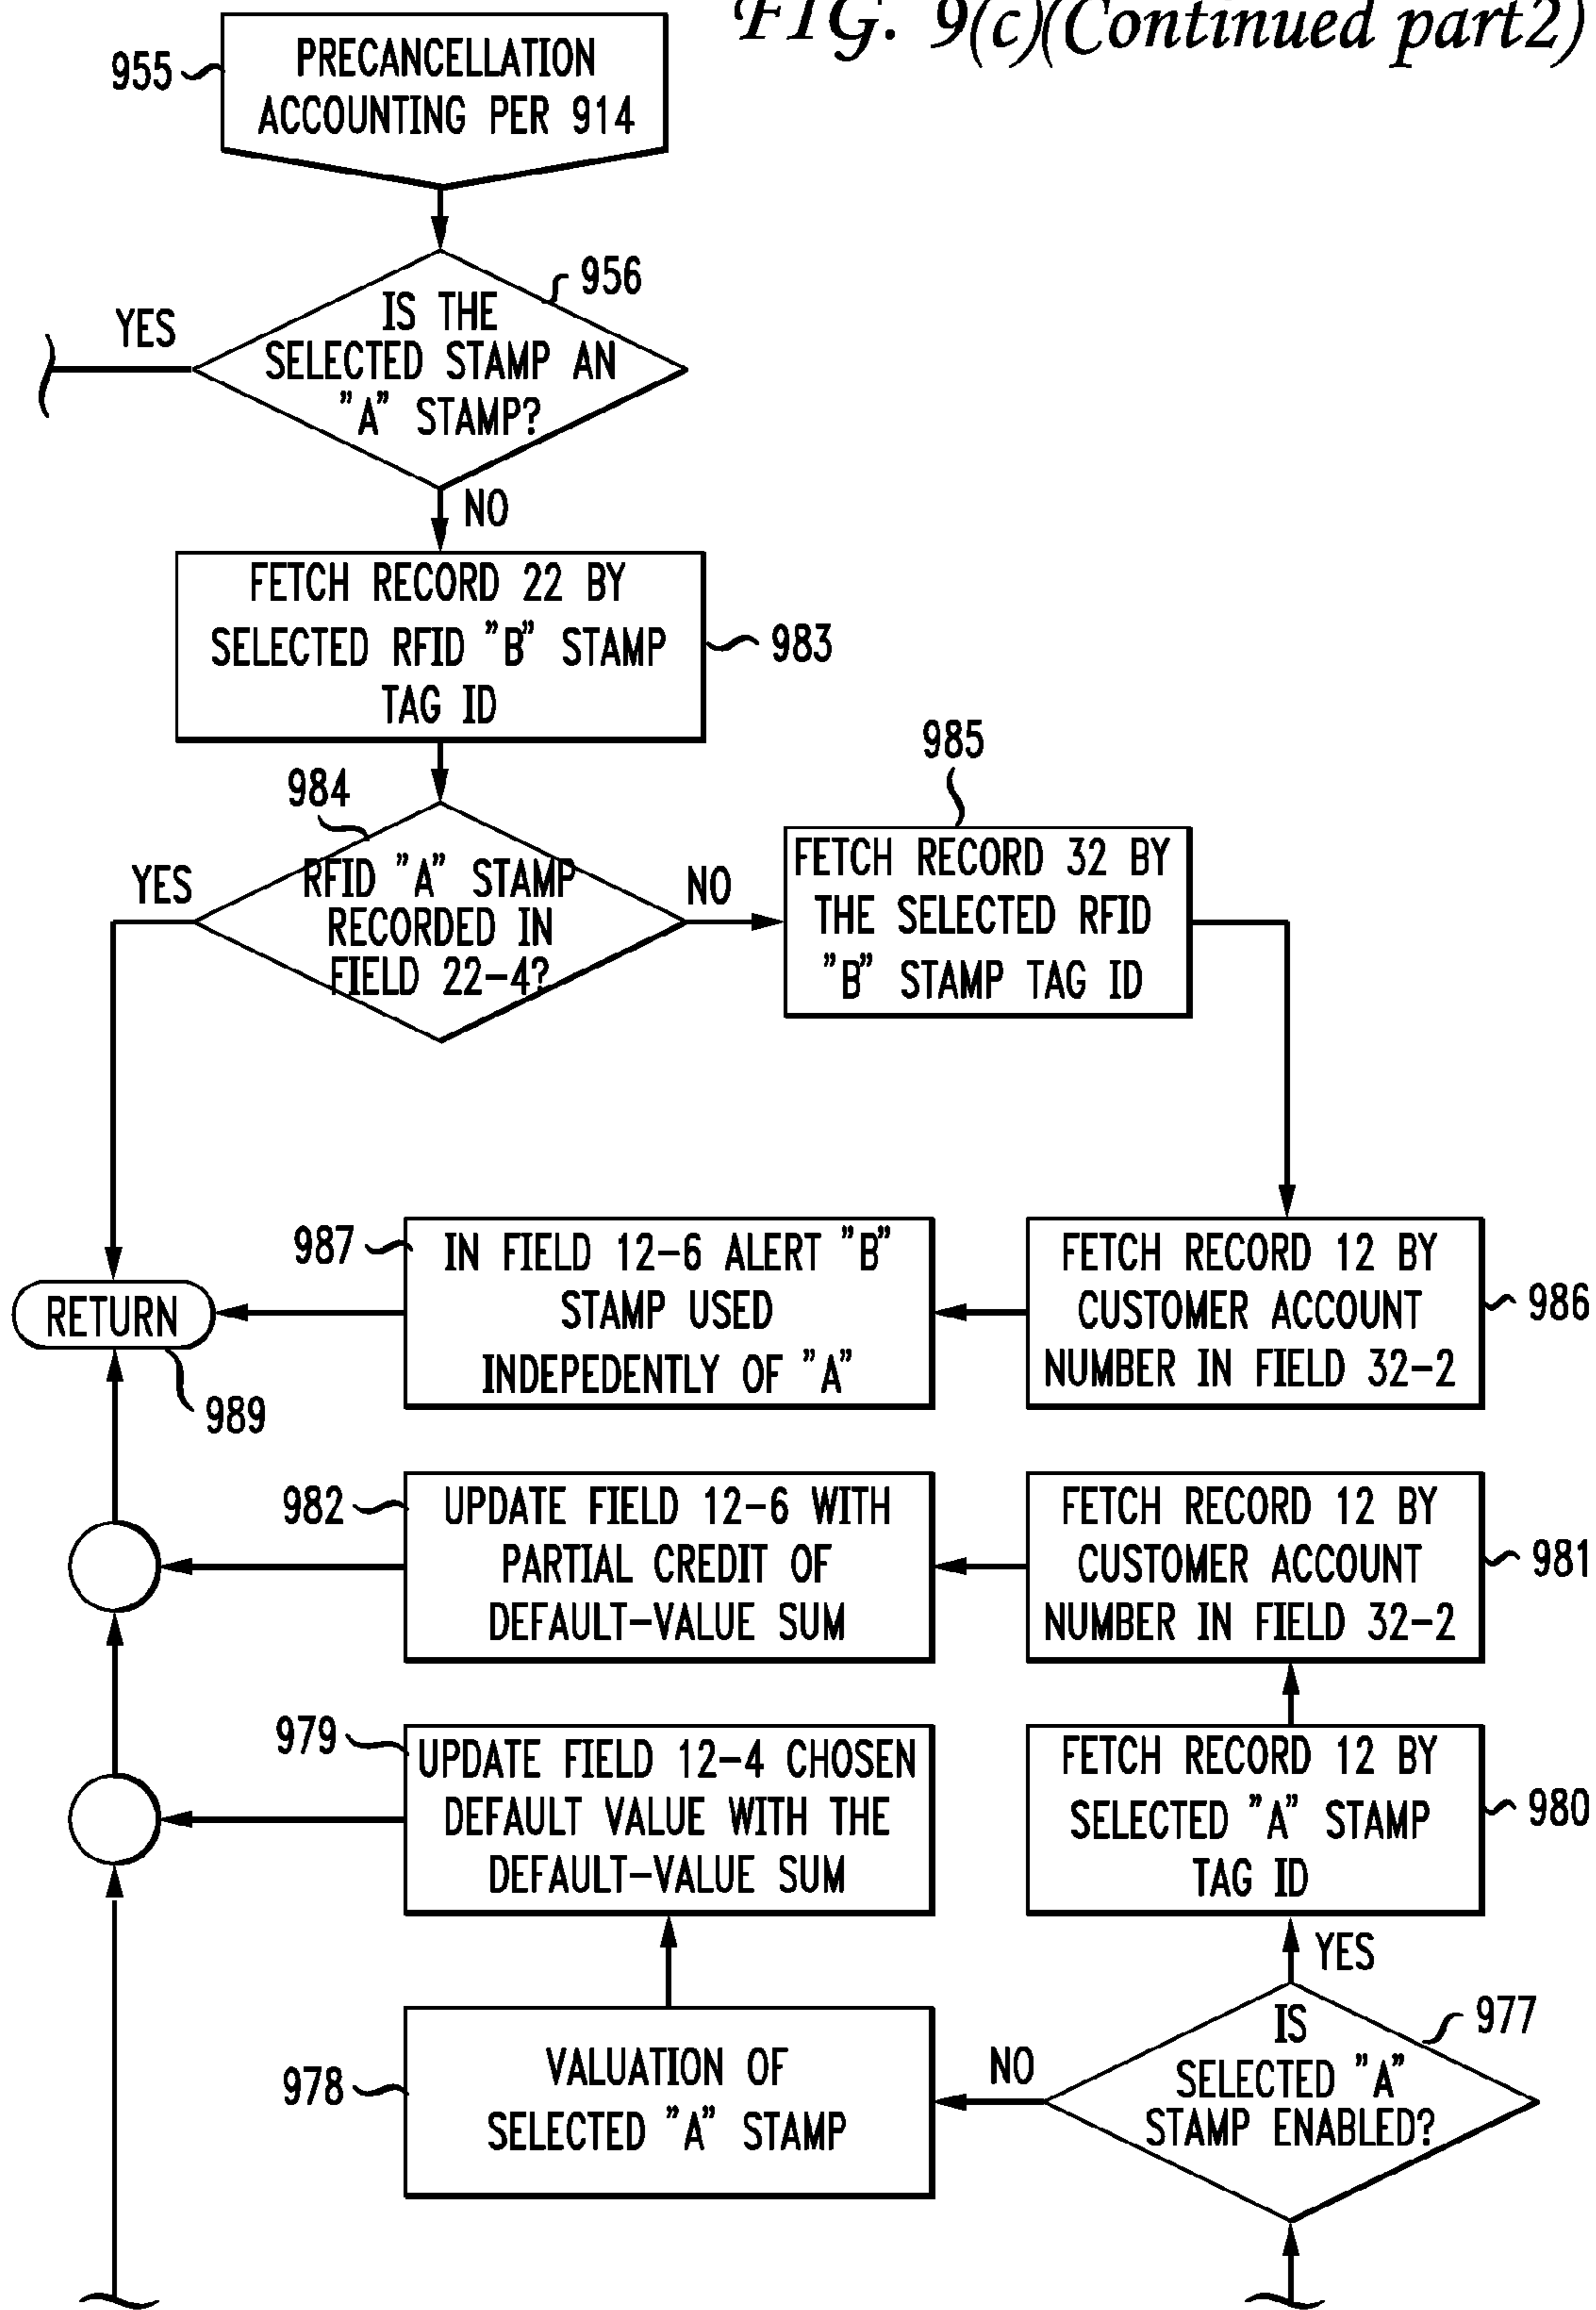 FIG. 9(c)(Continued part2)
955
PRECANCELLATION
ACCOUNTING PER 914
956
YES
IS THE
SELECTED STAMP AN
"A" STAMP?
NO
FETCH RECORD 22 BY
SELECTED RFID "B" STAMP
TAG ID
983
984
985
YES
RFID "A" STAMP
RECORDED IN
FIELD 22-4?
NO
FETCH RECORD 32 BY
THE SELECTED RFID
"B" STAMP TAG ID
987
IN FIELD 12-6 ALERT "B"
STAMP USED
INDEPEDENTLY OF "A"
FETCH RECORD 12 BY
CUSTOMER ACCOUNT
NUMBER IN FIELD 32-2
986
RETURN
989
982
UPDATE FIELD 12-6 WITH
PARTIAL CREDIT OF
DEFAULT-VALUE SUM
FETCH RECORD 12 BY
CUSTOMER ACCOUNT
NUMBER IN FIELD 32-2
981
979
UPDATE FIELD 12-4 CHOSEN
DEFAULT VALUE WITH THE
DEFAULT-VALUE SUM
FETCH RECORD 12 BY
SELECTED "A" STAMP
TAG ID
980
YES
978
VALUATION OF
SELECTED "A" STAMP
NO
IS
SELECTED "A"
STAMP ENABLED?
977